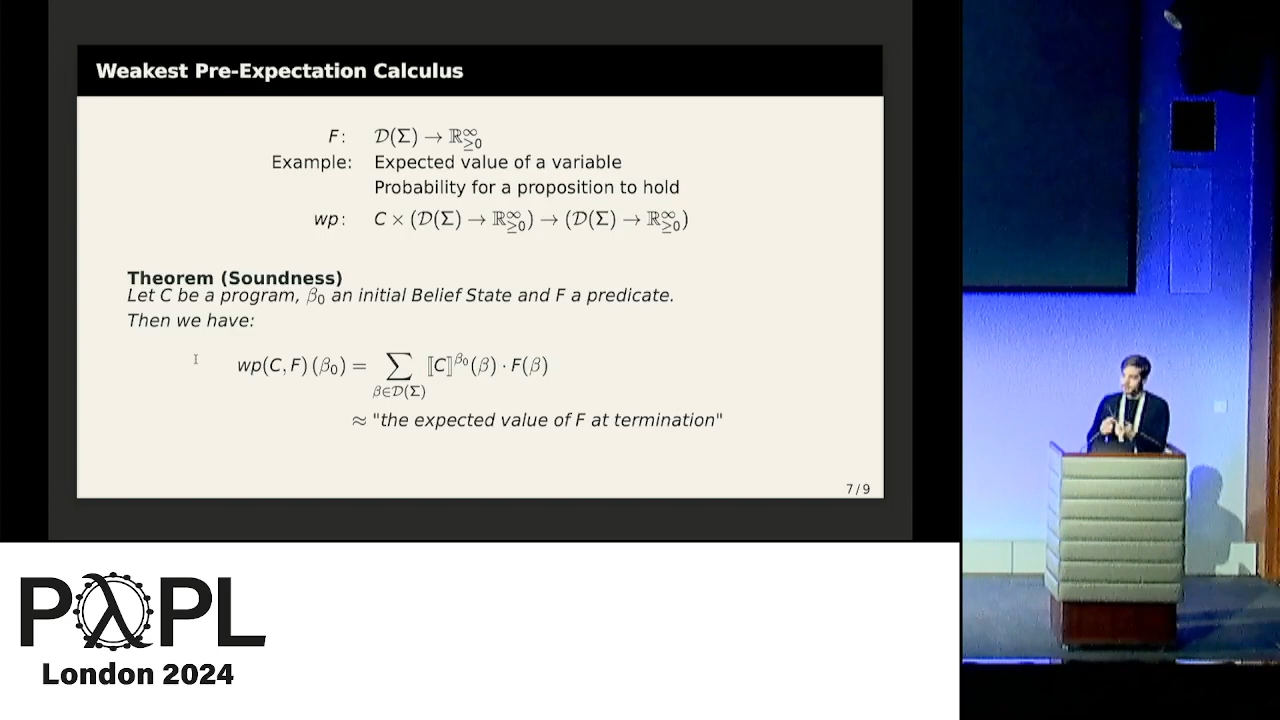 Weakest Pre-Expectation Calculus
F: 𝒟(Σ) → ℝ^∞_≥0
Example: Expected value of a variable
Probability for a proposition to hold
wp: C × (𝒟(Σ) → ℝ^∞_≥0) → (𝒟(Σ) → ℝ^∞_≥0)
Theorem (Soundness)
Let C be a program, β₀ an initial Belief State and F a predicate.
Then we have:
wp(C, F) (β₀) = ∑_{β∈𝒟(Σ)} ⟦C⟧^{β₀}(β) · F(β)
≈ "the expected value of F at termination"
7/9
PλPL
London 2024